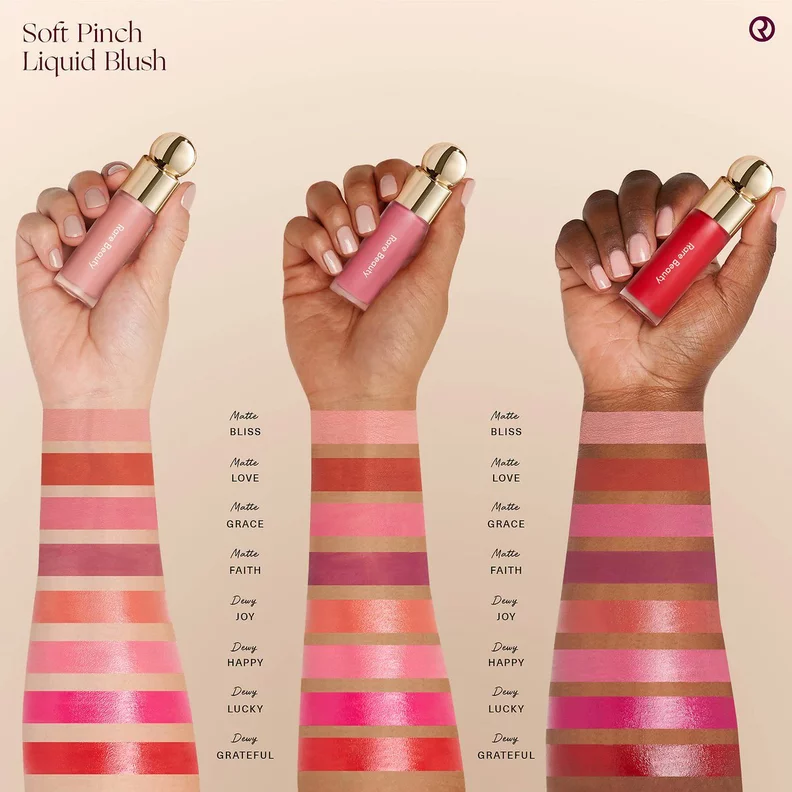 Soft Pinch
Liquid Blush
Rare Beauty
Rare Beauty
Rare Beauty
Matte
BLISS
Matte
LOVE
Matte
GRACE
Matte
FAITH
Dewy
JOY
Dewy
HAPPY
Dewy
LUCKY
Dewy
GRATEFUL
Matte
BLISS
Matte
LOVE
Matte
GRACE
Matte
FAITH
Dewy
JOY
Dewy
HAPPY
Dewy
LUCKY
Dewy
GRATEFUL